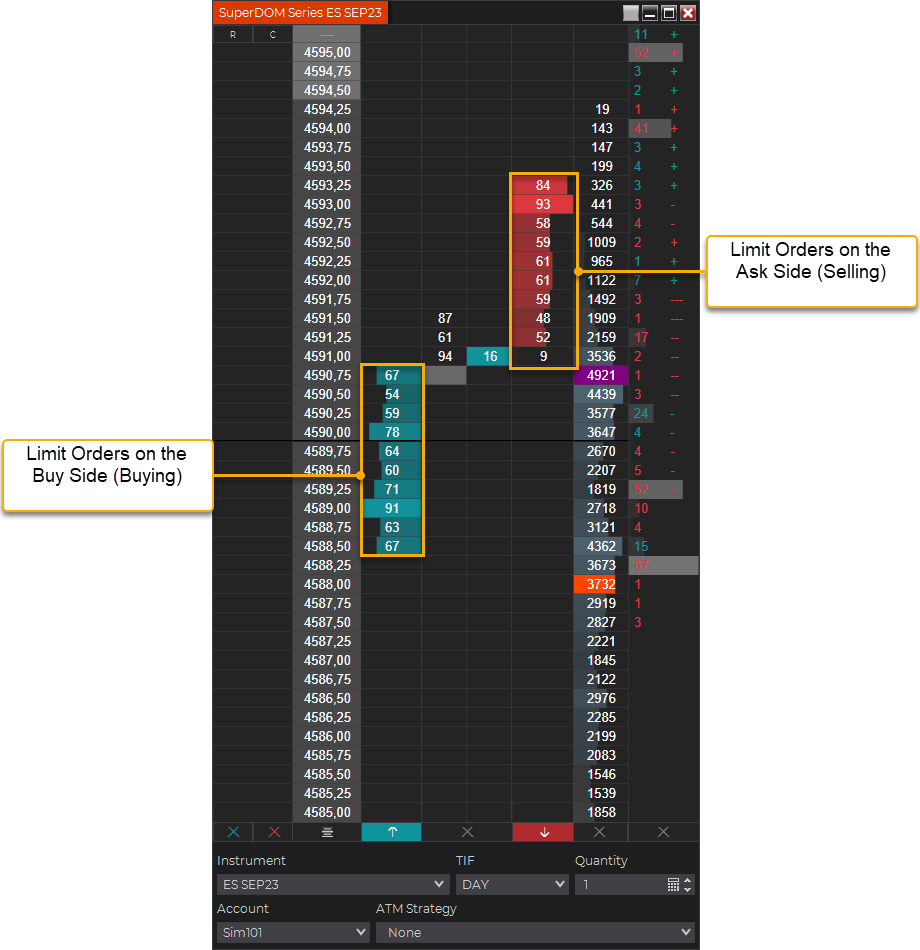 SuperDOM Series ES SEP23
R C 11 +
4595,00 52 +
4594,75 3 +
4594,50 2 +
4594,25 19 1 +
4594,00 143 41 +
4593,75 147 3 +
4593,50 199 4 +
4593,25 84 326 3 +
4593,00 93 441 3 -
4592,75 58 544 4 -
4592,50 59 1009 2 +
4592,25 61 965 1 +
4592,00 61 1122 7 +
4591,75 59 1492 3 ---
4591,50 87 48 1909 1 ---
4591,25 61 52 2159 17 --
4591,00 94 16 9 3536 2 --
4590,75 67 4921 1 --
4590,50 54 4439 3 --
4590,25 59 3577 24 -
4590,00 78 3647 4 -
4589,75 64 2670 4 -
4589,50 60 2207 5 -
4589,25 71 1819 52 -
4589,00 91 2718 10
4588,75 63 3121 4
4588,50 67 4362 15
4588,25 3673 87
4588,00 3732 1
4587,75 2919 1
4587,50 2827 3
4587,25 2221
4587,00 1845
4586,75 2122
4586,50 2976
4586,25 2285
4586,00 2199
4585,75 2083
4585,50 1546
4585,25 1539
4585,00 1858
Limit Orders on the
Ask Side (Selling)
Limit Orders on the
Buy Side (Buying)
Instrument TIF Quantity
ES SEP23 DAY 1
Account ATM Strategy
Sim101 None